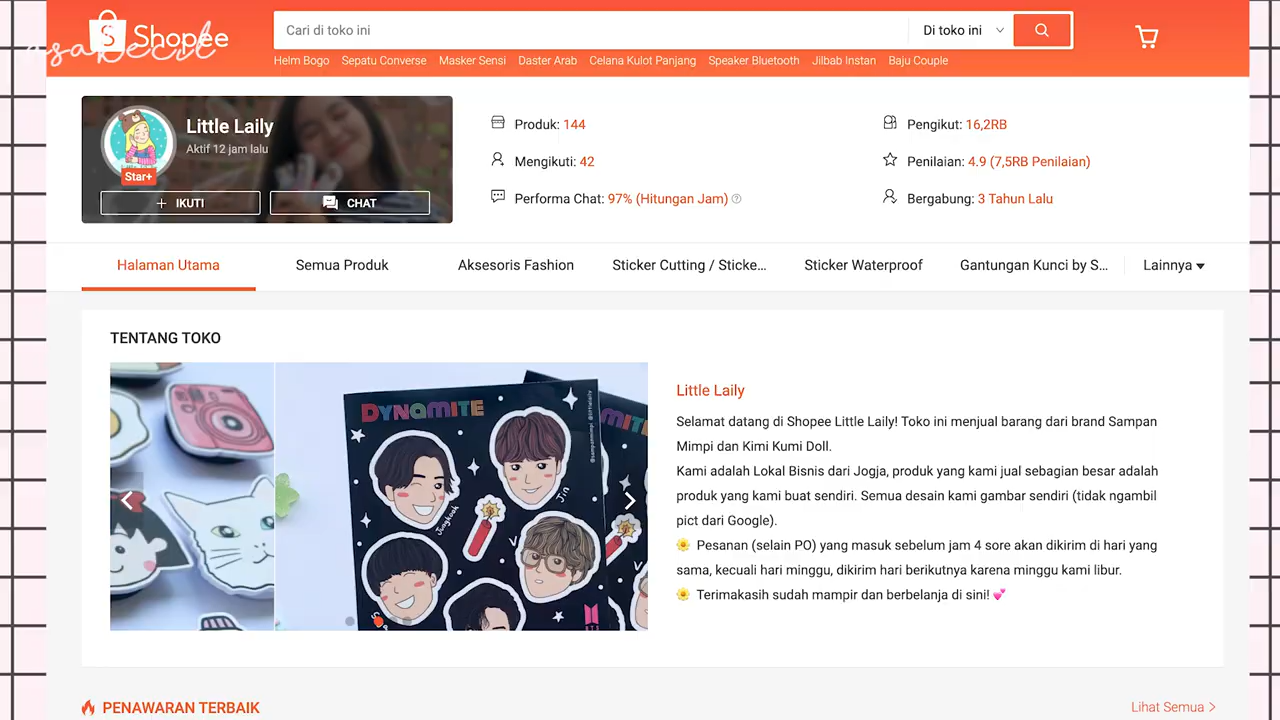 asakecil
Shopee
Cari di toko ini
Di toko ini
Helm Bogo Sepatu Converse Masker Sensi Daster Arab Celana Kulot Panjang Speaker Bluetooth Jilbab Instan Baju Couple
Little Laily
Aktif 12 jam lalu
Star+
+ IKUTI
CHAT
Produk: 144
Pengikut: 16,2RB
Mengikuti: 42
Penilaian: 4.9 (7,5RB Penilaian)
Performa Chat: 97% (Hitungan Jam)
Bergabung: 3 Tahun Lalu
Halaman Utama Semua Produk Aksesoris Fashion Sticker Cutting / Sticke... Sticker Waterproof Gantungan Kunci by S... Lainnya
TENTANG TOKO
DYNAMITE
Jungkook
Jin
BTS
Little Laily
Selamat datang di Shopee Little Laily! Toko ini menjual barang dari brand Sampan
Mimpi dan Kimi Kumi Doll.
Kami adalah Lokal Bisnis dari Jogja, produk yang kami jual sebagian besar adalah
produk yang kami buat sendiri. Semua desain kami gambar sendiri (tidak ngambil
pict dari Google).
🌼 Pesanan (selain PO) yang masuk sebelum jam 4 sore akan dikirim di hari yang
sama, kecuali hari minggu, dikirim hari berikutnya karena minggu kami libur.
🌼 Terimakasih sudah mampir dan berbelanja di sini! 💕
PENAWARAN TERBAIK
Lihat Semua >